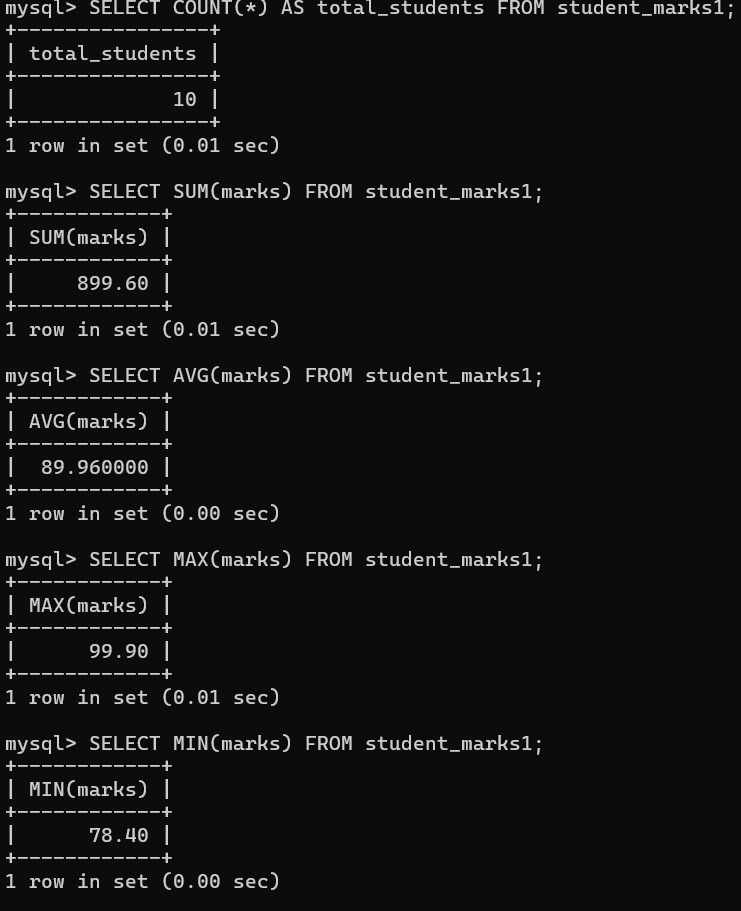 mysql> SELECT COUNT(*) AS total_students FROM student_marks1;
+----------------+
| total_students |
+----------------+
|             10 |
+----------------+
1 row in set (0.01 sec)

mysql> SELECT SUM(marks) FROM student_marks1;
+------------+
| SUM(marks) |
+------------+
|     899.60 |
+------------+
1 row in set (0.01 sec)

mysql> SELECT AVG(marks) FROM student_marks1;
+------------+
| AVG(marks) |
+------------+
|  89.960000 |
+------------+
1 row in set (0.00 sec)

mysql> SELECT MAX(marks) FROM student_marks1;
+------------+
| MAX(marks) |
+------------+
|      99.90 |
+------------+
1 row in set (0.01 sec)

mysql> SELECT MIN(marks) FROM student_marks1;
+------------+
| MIN(marks) |
+------------+
|      78.40 |
+------------+
1 row in set (0.00 sec)